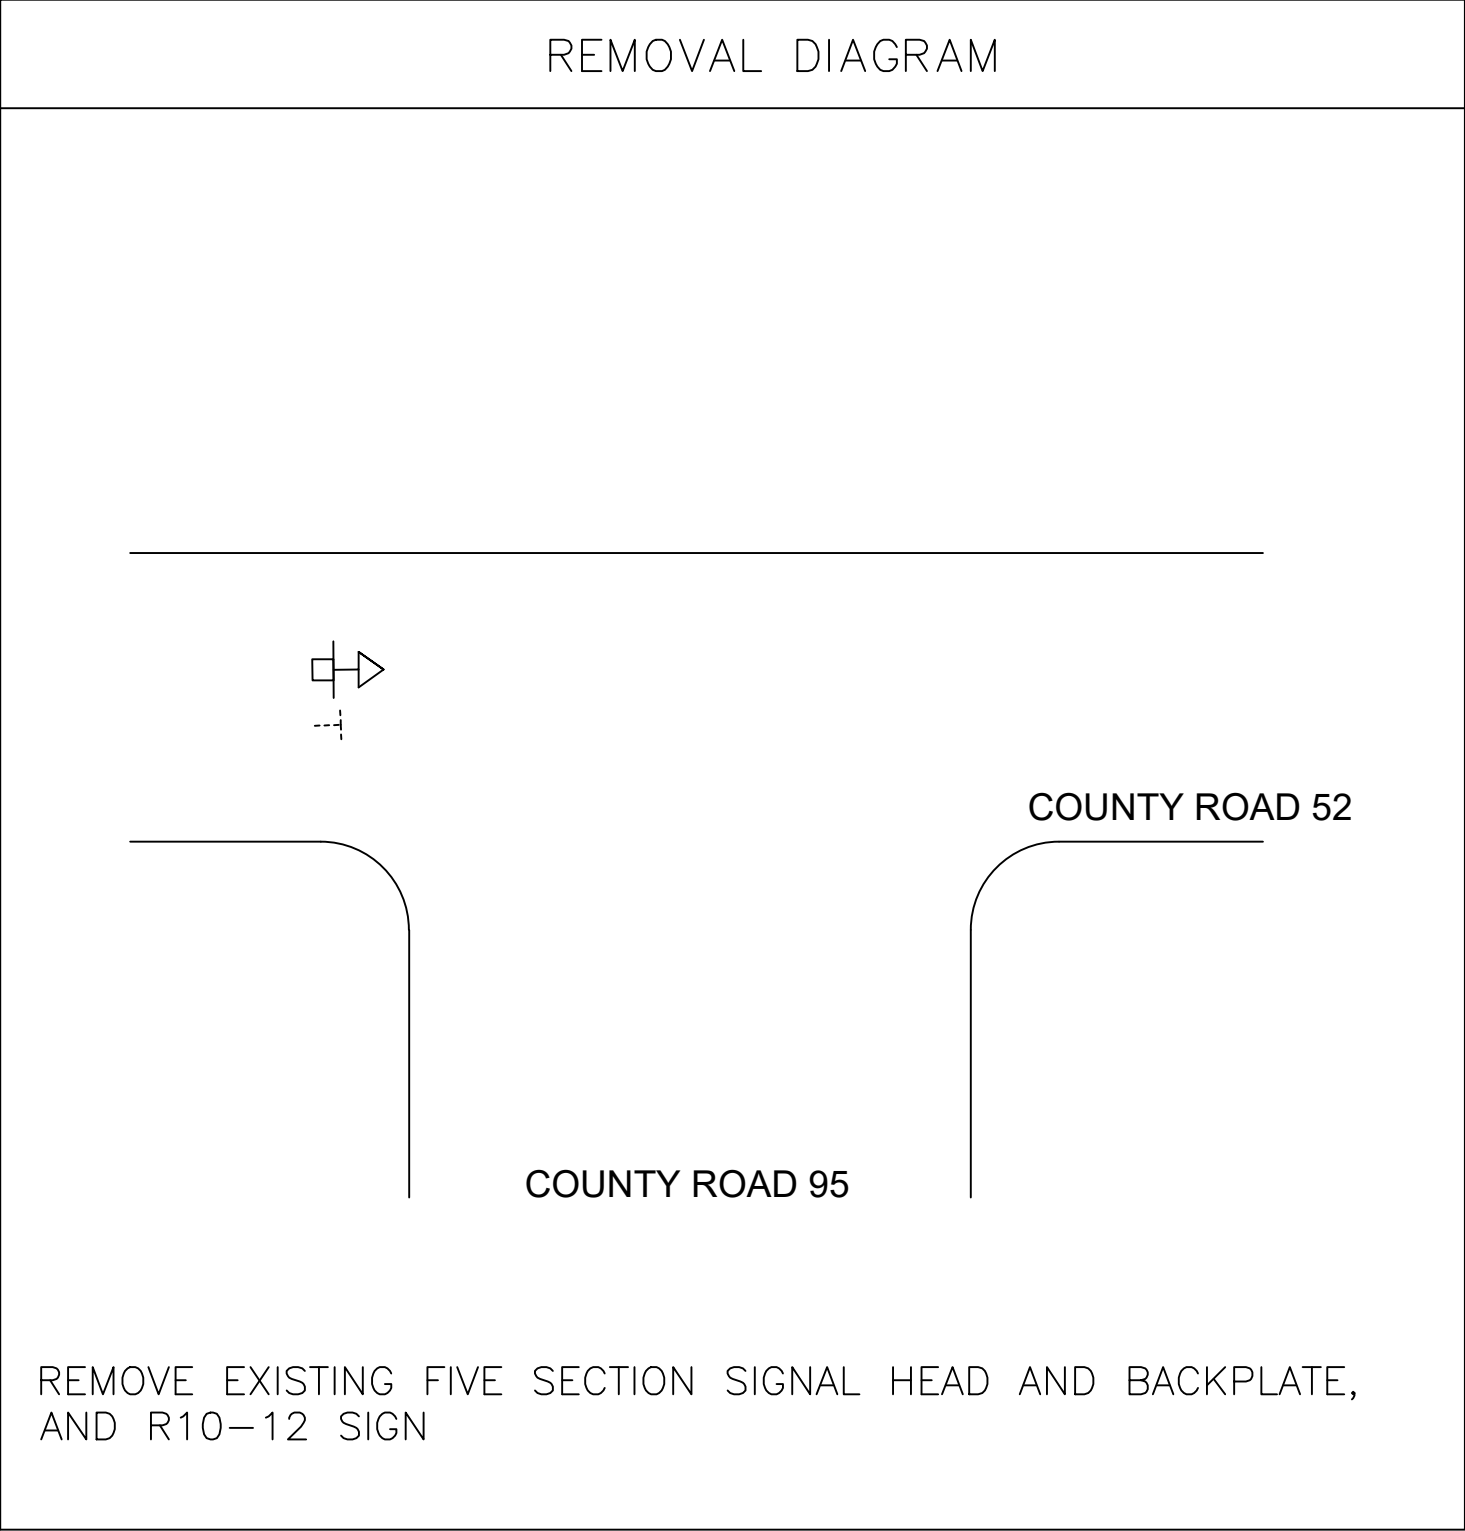 REMOVAL DIAGRAM
COUNTY ROAD 52
COUNTY ROAD 95
REMOVE EXISTING FIVE SECTION SIGNAL HEAD AND BACKPLATE,
AND R10-12 SIGN